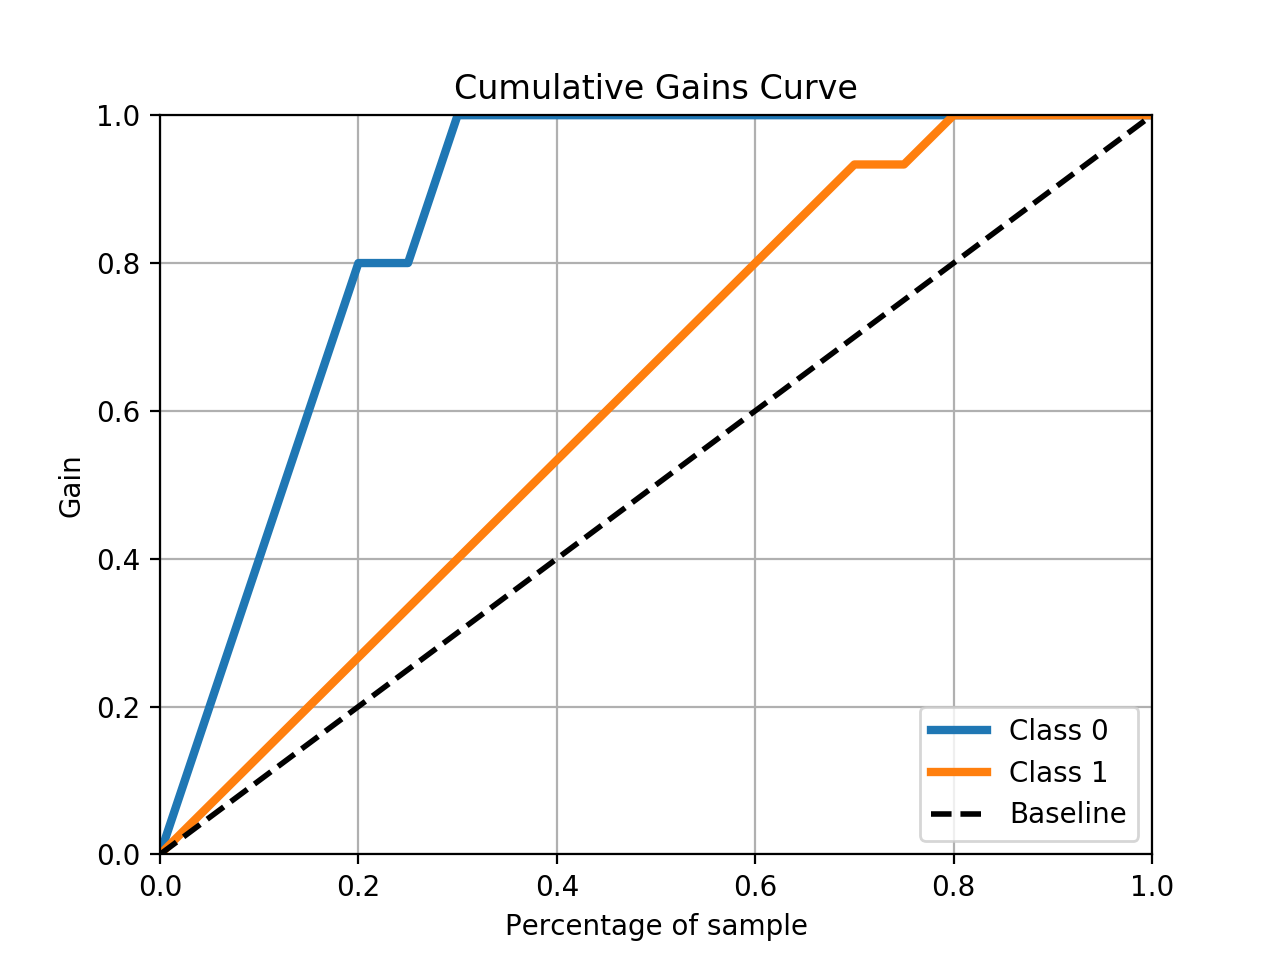 Cumulative Gains Curve
1.0
0.8
0.6
0.4
0.2
0.0
Gain
0.0 0.2 0.4 0.6 0.8 1.0
Percentage of sample
Class 0
Class 1
Baseline